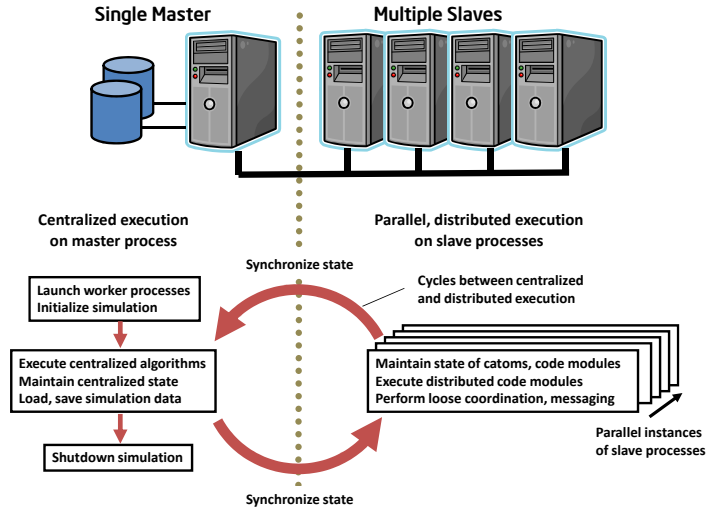 Single Master
Multiple Slaves
Centralized execution
on master process
Parallel, distributed execution
on slave processes
Synchronize state
Cycles between centralized
and distributed execution
Launch worker processes
Initialize simulation
Execute centralized algorithms
Maintain centralized state
Load, save simulation data
Maintain state of catoms, code modules
Execute distributed code modules
Perform loose coordination, messaging
Parallel instances
of slave processes
Shutdown simulation
Synchronize state